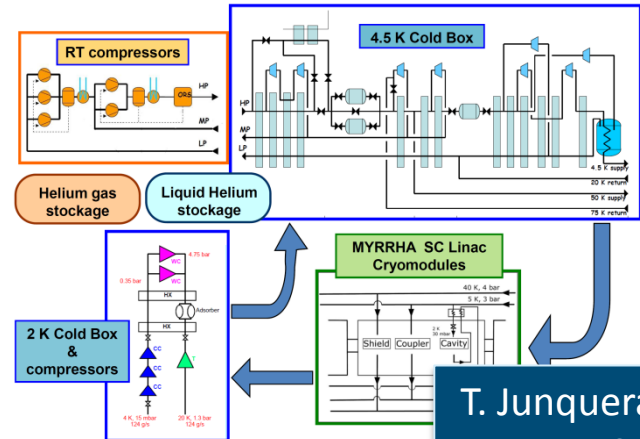 RT compressors
ORS
HP
MP
LP
4.5 K Cold Box
HP
MP
LP
4.5 K supply
20 K return
50 K supply
75 K return
Helium gas
stockage
Liquid Helium
stockage
MYRRHA SC Linac
Cryomodules
40 K, 4 bar
5 K, 3 bar
Shield
Coupler
2 K
30 mbar
Cavity
2 K Cold Box
&
compressors
4.75 bar
WC
0.35 bar
WC
HX
Adsorber
HX
CC
CC
T
CC
4 K, 15 mbar
124 g/s
20 K, 1.3 bar
124 g/s
T. Junquera